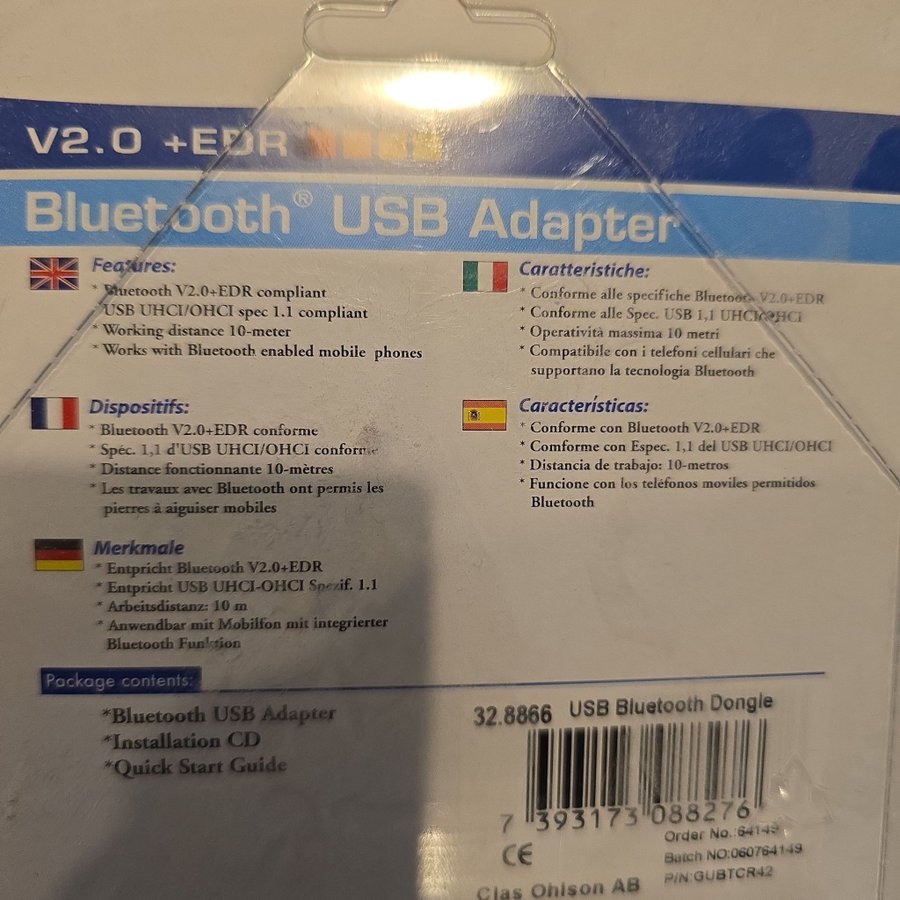 V2.0 +EDR
Bluetooth® USB Adapter
Features:
* Bluetooth V2.0+EDR compliant
* USB UHCI/OHCI spec 1.1 compliant
* Working distance 10-meter
* Works with Bluetooth enabled mobile phones
Dispositifs:
* Bluetooth V2.0+EDR conforme
* Spéc. 1,1 d'USB UHCI/OHCI conforme
* Distance fonctionnante 10-mètres
* Les travaux avec Bluetooth ont permis les
pierres à aiguiser mobiles
Merkmale
* Entpricht Bluetooth V2.0+EDR
* Entpricht USB UHCI-OHCI Spezif. 1.1
* Arbeitsdistanz: 10 m
* Anwendbar mit Mobilfon mit integrierter
Bluetooth Funktion
Caratteristiche:
* Conforme alle specifiche Bluetooth V2.0+EDR
* Conforme alle Spec. USB 1,1 UHCI/OHCI
* Operatività massima 10 metri
* Compatibile con i telefoni cellulari che
supportano la tecnologia Bluetooth
Características:
* Conforme con Bluetooth V2.0+EDR
* Comforme con Espec. 1,1 del USB UHCI/OHCI
* Distancia de trabajo: 10-metros
* Funcione con los teléfonos moviles permitidos
Bluetooth
Package contents:
*Bluetooth USB Adapter
*Installation CD
*Quick Start Guide
32.8866 USB Bluetooth Dongle
7 393173 088276
Order No.:64149
Batch NO:060764149
P/N:GUBTCR42
CE
Clas Ohlson AB